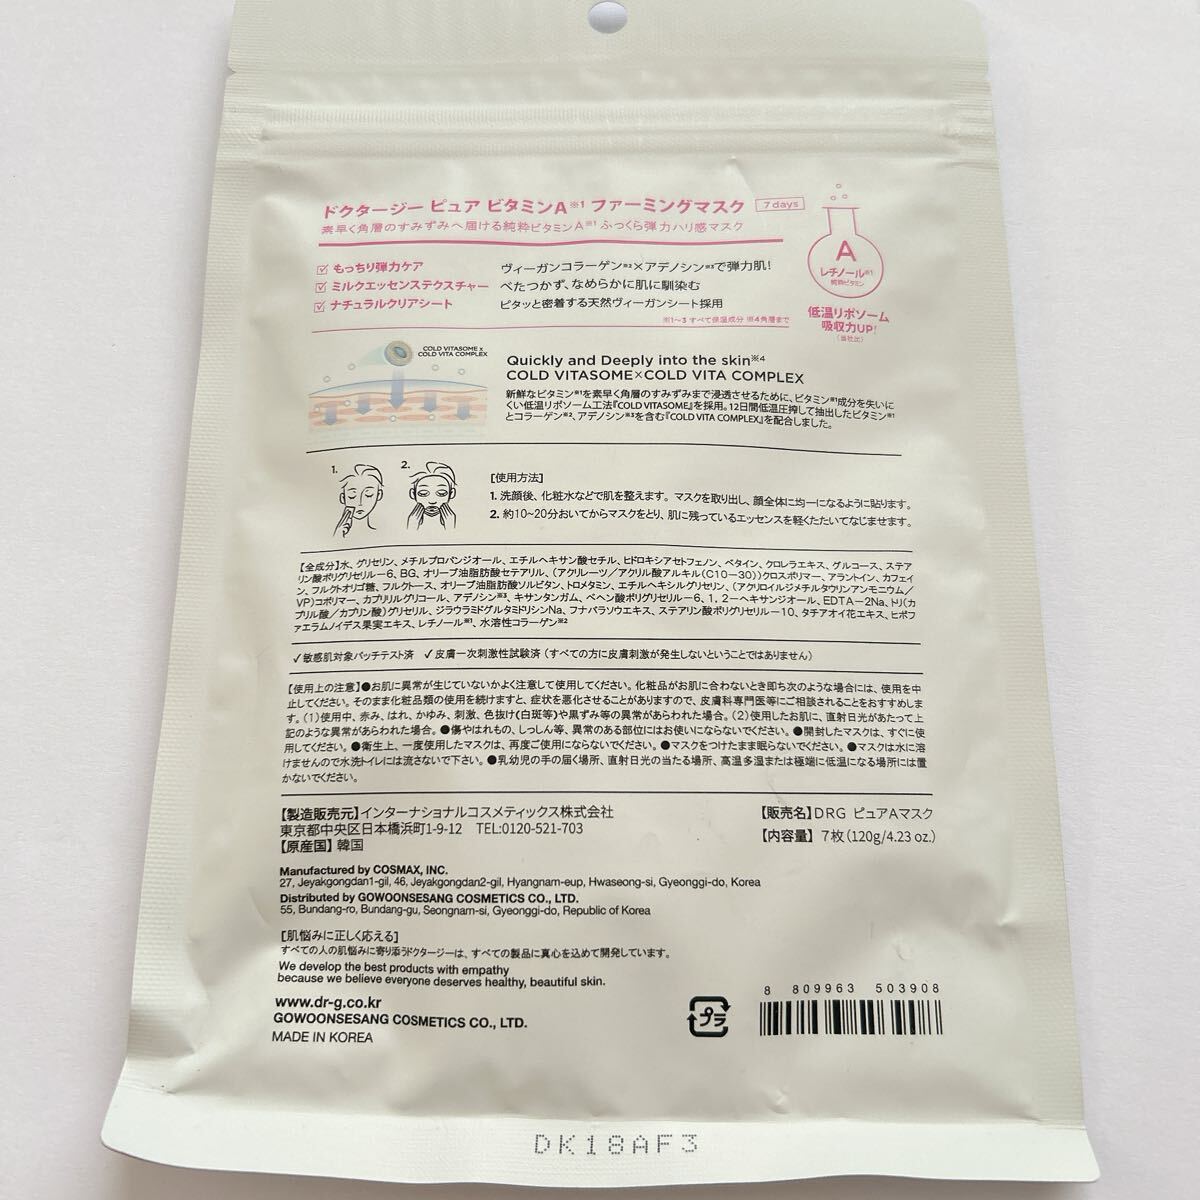 ドクタージー ピュア ビタミンA※1 ファーミングマスク 7 days
素早く角層のすみずみへ届ける純粋ビタミンA※1 ふっくら弾力ハリ感マスク
もっちり弾力ケア ヴィーガンコラーゲン※2×アデノシン※3で弾力肌!
ミルクエッセンステクスチャー べたつかず、なめらかに肌に馴染む
ナチュラルクリアシート ピタッと密着する天然ヴィーガンシート採用
※1~3 すべて保湿成分 ※4角層まで
A
レチノール※1
純粋ビタミン
低温リポソーム
吸収力UP!
(当社比)
COLD VITASOME x
COLD VITA COMPLEX
Quickly and Deeply into the skin※4
COLD VITASOME×COLD VITA COMPLEX
新鮮なビタミン※1を素早く角層のすみずみまで浸透させるために、ビタミン※1成分を失いに
くい低温リポソーム工法『COLD VITASOME』を採用。12日間低温圧搾して抽出したビタミン※1
とコラーゲン※2、アデノシン※3を含む『COLD VITA COMPLEX』を配合しました。
1. 2.
[使用方法]
1. 洗顔後、化粧水などで肌を整えます。マスクを取り出し、顔全体に均一になるように貼ります。
2. 約10~20分おいてからマスクをとり、肌に残っているエッセンスを軽くたたいてなじませます。
【全成分】水、グリセリン、メチルプロパンジオール、エチルヘキサン酸セチル、ヒドロキシアセトフェノン、ベタイン、クロレラエキス、グルコース、ステア
リン酸ポリグリセリル-6、BG、オリーブ油脂肪酸セテアリル、(アクリレーツ/アクリル酸アルキル(C10-30))クロスポリマー、アラントイン、カフェイ
ン、フルクトオリゴ糖、フルクトース、オリーブ油脂肪酸ソルビタン、トロメタミン、エチルヘキシルグリセリン、(アクリロイルジメチルタウリンアンモニウム/
VP)コポリマー、カプリルグリコール、アデノシン※3、キサンタンガム、ベヘン酸ポリグリセリル-6、1,2-ヘキサンジオール、EDTA-2Na、トリ(カ
プリル酸/カプリン酸)グリセリル、ジラウラミドグルタミドリシンNa、フナバラソウエキス、ステアリン酸ポリグリセリル-10、タチアオイ花エキス、ヒポフ
ァエラムノイデス果実エキス、レチノール※1、水溶性コラーゲン※2
✓敏感肌対象パッチテスト済 ✓皮膚一次刺激性試験済(すべての方に皮膚刺激が発生しないということではありません)
【使用上の注意】●お肌に異常が生じていないかよく注意して使用してください。化粧品がお肌に合わないとき即ち次のような場合には、使用を中
止してください。そのまま化粧品類の使用を続けますと、症状を悪化させることがありますので、皮膚科専門医等にご相談されることをおすすめしま
す。(1)使用中、赤み、はれ、かゆみ、刺激、色抜け(白斑等)や黒ずみ等の異常があらわれた場合。(2)使用したお肌に、直射日光があたって上
記のような異常があらわれた場合。●傷やはれもの、しっしん等、異常のある部位にはお使いにならないでください。●開封したマスクは、すぐに使
用してください。●衛生上、一度使用したマスクは、再度ご使用にならないでください。●マスクをつけたまま眠らないでください。●マスクは水に溶
けませんので水洗トイレには流さないで下さい。●乳幼児の手の届く場所、直射日光の当たる場所、高温多湿または極端に低温になる場所には置
かないでください。
【製造販売元】インターナショナルコスメティックス株式会社 【販売名】DRG ピュアAマスク
東京都中央区日本橋浜町1-9-12 TEL:0120-521-703 【内容量】 7枚(120g/4.23 oz.)
【原産国】韓国
Manufactured by COSMAX, INC.
27, Jeyakgongdan1-gil, 46, Jeyakgongdan2-gil, Hyangnam-eup, Hwaseong-si, Gyeonggi-do, Korea
Distributed by GOWOONSESANG COSMETICS CO., LTD.
55, Bundang-ro, Bundang-gu, Seongnam-si, Gyeonggi-do, Republic of Korea
[肌悩みに正しく応える]
すべての人の肌悩みに寄り添うドクタージーは、すべての製品に真心を込めて開発しています。
We develop the best products with empathy
because we believe everyone deserves healthy, beautiful skin.
www.dr-g.co.kr
GOWOONSESANG COSMETICS CO., LTD.
MADE IN KOREA
プラ
8 809963 503908
DK18AF3